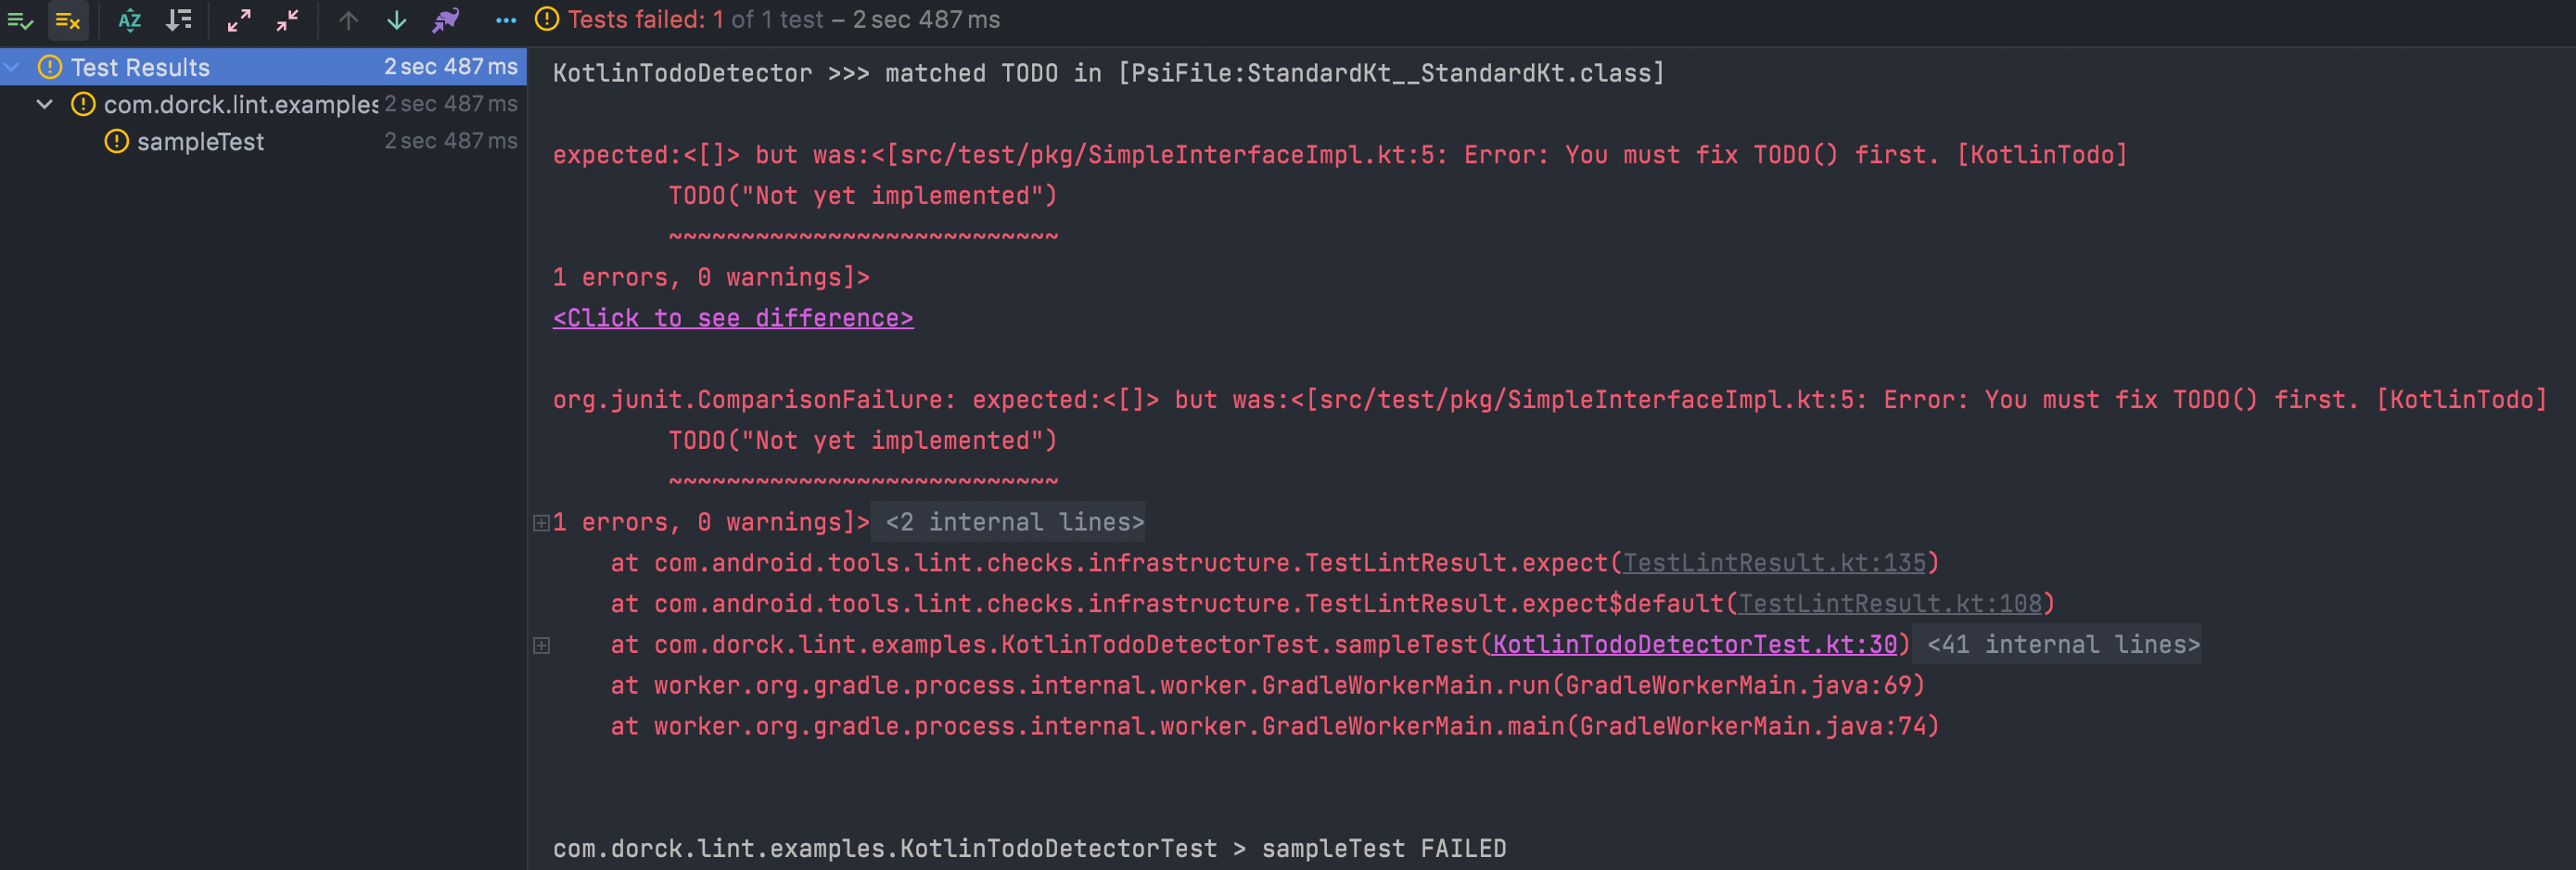 Tests failed: 1 of 1 test – 2 sec 487 ms
Test Results 2 sec 487 ms
com.dorck.lint.examples 2 sec 487 ms
sampleTest 2 sec 487 ms
KotlinTodoDetector >>> matched TODO in [PsiFile:StandardKt__StandardKt.class]
expected:<[]> but was:<[src/test/pkg/SimpleInterfaceImpl.kt:5: Error: You must fix TODO() first. [KotlinTodo]
TODO("Not yet implemented")
~~~~~~~~~~~~~~~~~~~~~~~~~~~
1 errors, 0 warnings]>
<Click to see difference>
org.junit.ComparisonFailure: expected:<[]> but was:<[src/test/pkg/SimpleInterfaceImpl.kt:5: Error: You must fix TODO() first. [KotlinTodo]
TODO("Not yet implemented")
~~~~~~~~~~~~~~~~~~~~~~~~~~~
1 errors, 0 warnings]> <2 internal lines>
at com.android.tools.lint.checks.infrastructure.TestLintResult.expect(TestLintResult.kt:135)
at com.android.tools.lint.checks.infrastructure.TestLintResult.expect$default(TestLintResult.kt:108)
at com.dorck.lint.examples.KotlinTodoDetectorTest.sampleTest(KotlinTodoDetectorTest.kt:30) <41 internal lines>
at worker.org.gradle.process.internal.worker.GradleWorkerMain.run(GradleWorkerMain.java:69)
at worker.org.gradle.process.internal.worker.GradleWorkerMain.main(GradleWorkerMain.java:74)
com.dorck.lint.examples.KotlinTodoDetectorTest > sampleTest FAILED